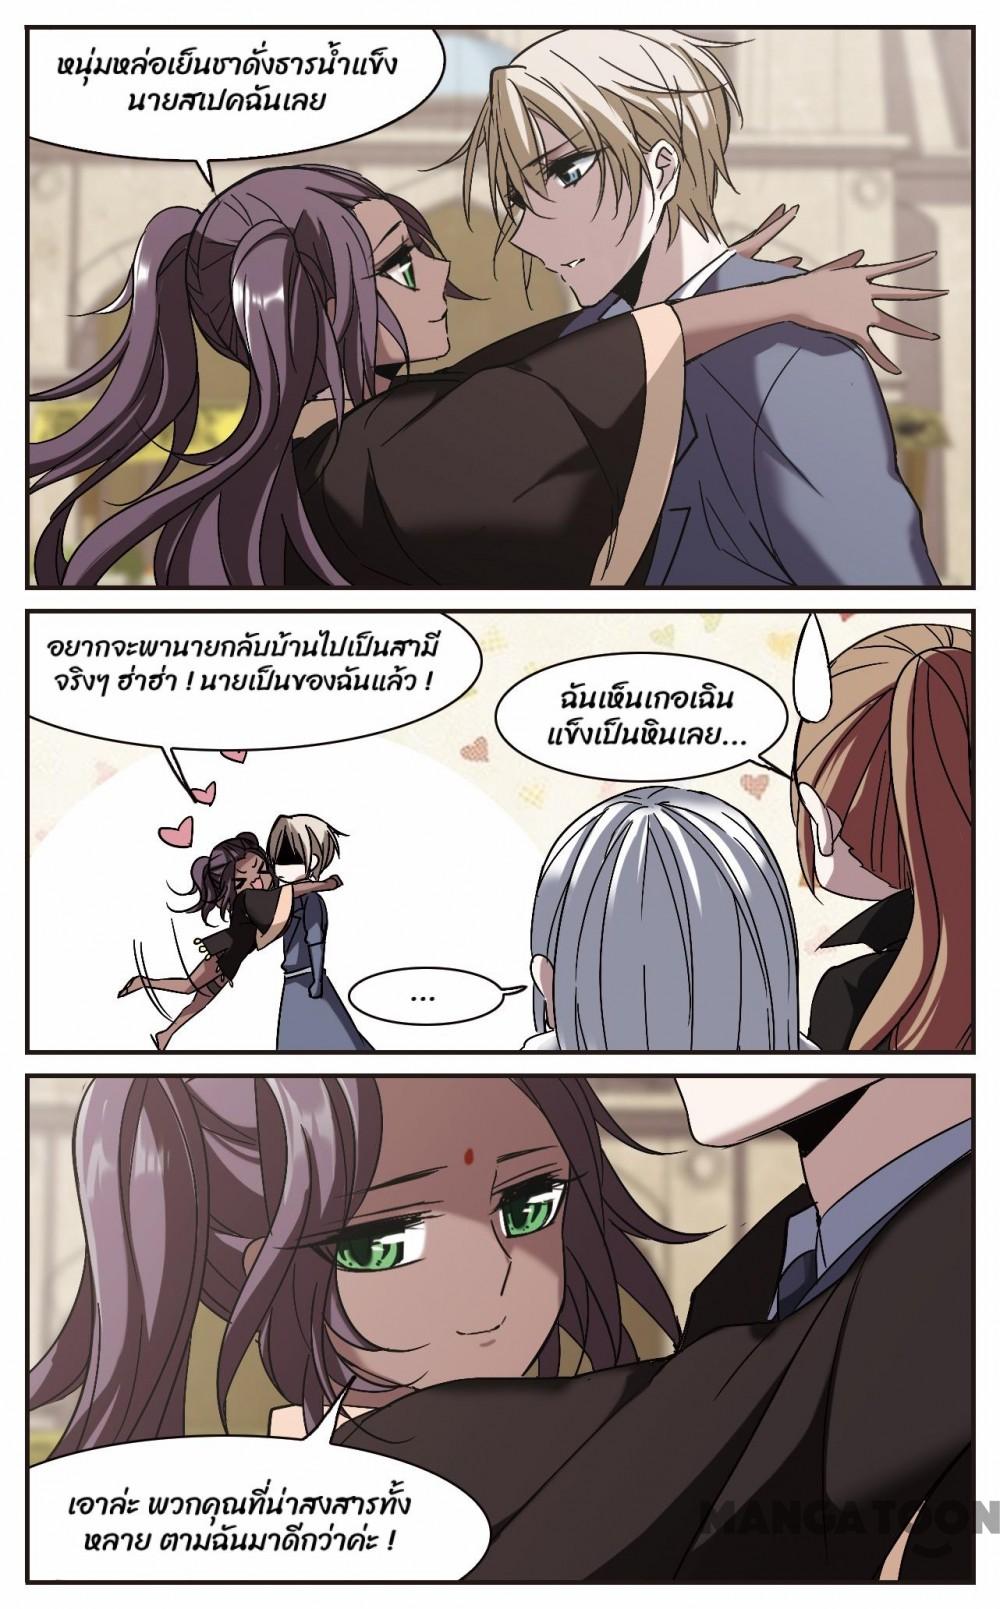 หนุ่มหล่อเย็นชาดั่งธารน้ำแข็ง
นายสเปคฉันเลย
อยากจะพานายกลับบ้านไปเป็นสามี
จริงๆ ฮ่าฮ่า ! นายเป็นของฉันแล้ว !
ฉันเห็นเกอเฉิน
แข็งเป็นหินเลย...
...
เอาล่ะ พวกคุณที่น่าสงสารทั้ง
หลาย ตามฉันมาดีกว่าค่ะ !
MANGATOON